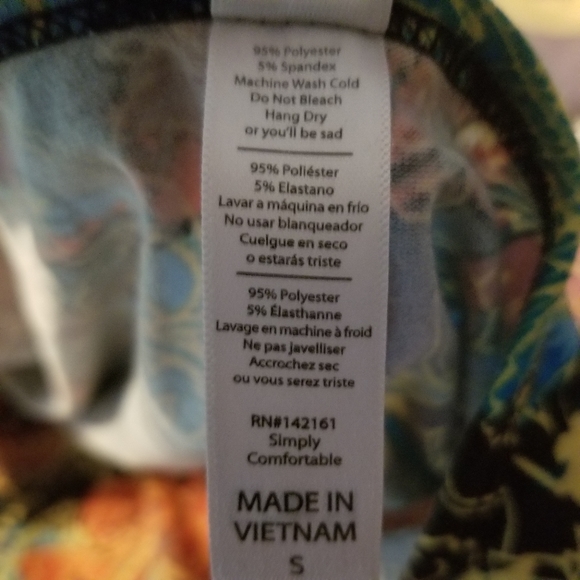 95% Polyester
5% Spandex
Machine Wash Cold
Do Not Bleach
Hang Dry
or you'll be sad
95% Poliéster
5% Elastano
Lavar a máquina en frío
No usar blanqueador
Cuelgue en seco
o estarás triste
95% Polyester
5% Élasthanne
Lavage en machine à froid
Ne pas javelliser
Accrochez sec
ou vous serez triste
RN#142161
Simply
Comfortable
MADE IN
VIETNAM
S